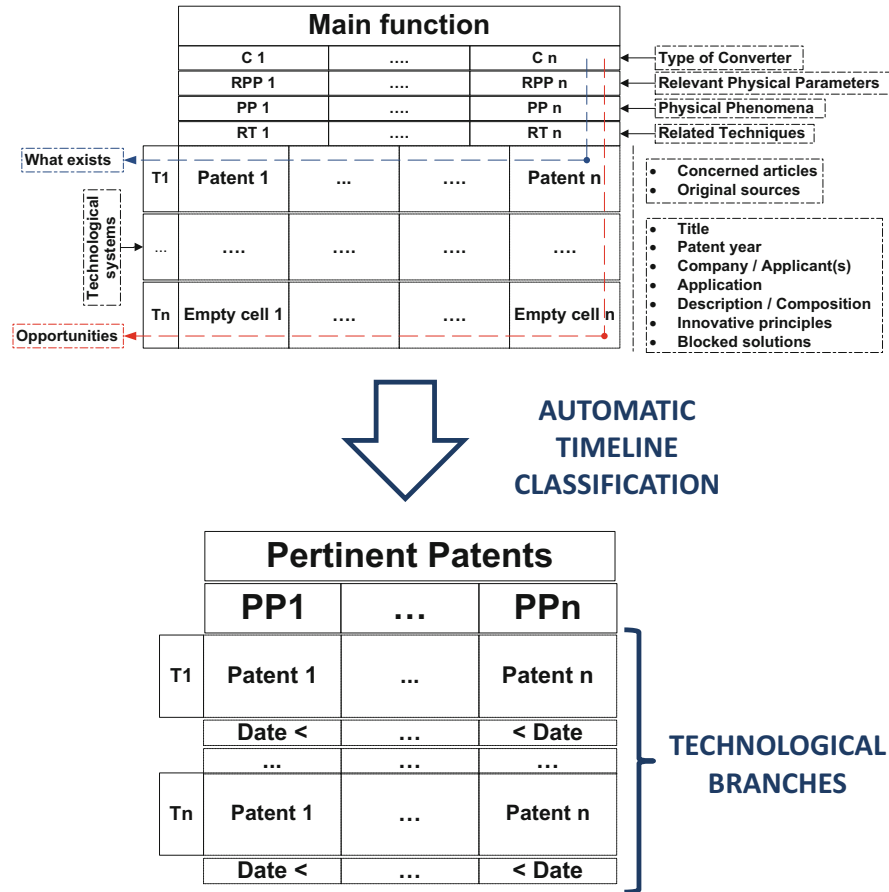 Main function
C 1 .... C n Type of Converter
RPP 1 .... RPP n Relevant Physical Parameters
PP 1 .... PP n Physical Phenomena
RT 1 .... RT n Related Techniques
What exists
T1 Patent 1 ... .... Patent n
• Concerned articles
• Original sources
Technological
systems
... .... .... .... ....
• Title
• Patent year
• Company / Applicant(s)
• Application
• Description / Composition
• Innovative principles
• Blocked solutions
Tn Empty cell 1 .... .... Empty cell n
Opportunities
AUTOMATIC
TIMELINE
CLASSIFICATION
Pertinent Patents
PP1 ... PPn
T1 Patent 1 ... Patent n
Date < ... < Date
... ... ...
Tn Patent 1 ... Patent n
Date < ... < Date
TECHNOLOGICAL
BRANCHES